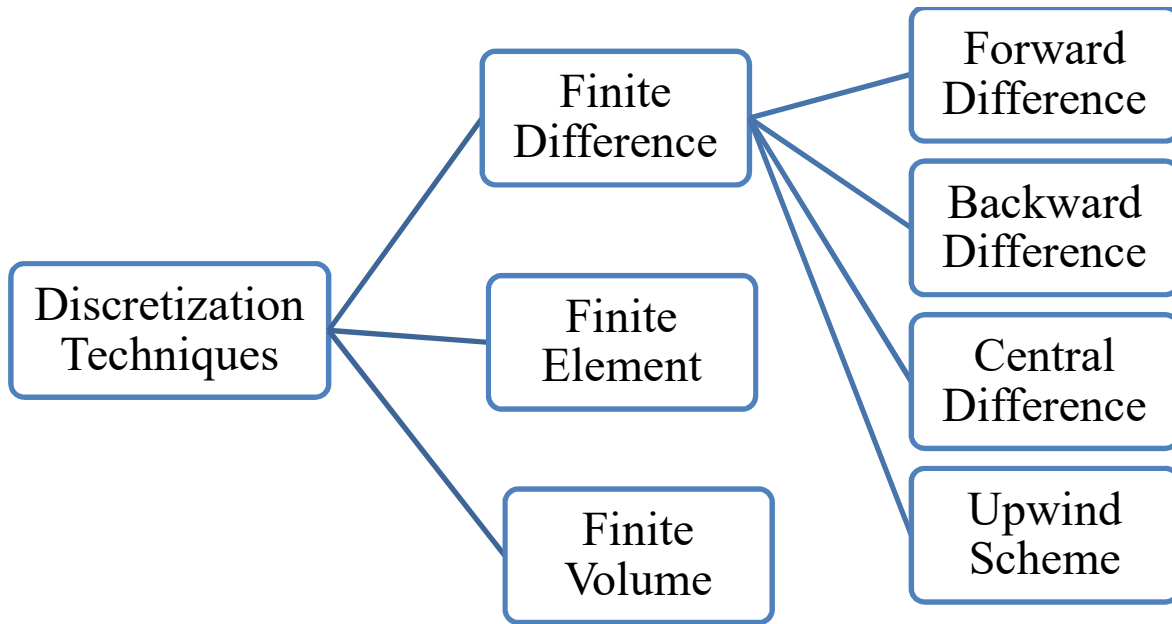 Discretization
Techniques
Finite
Difference
Finite
Element
Finite
Volume
Forward
Difference
Backward
Difference
Central
Difference
Upwind
Scheme